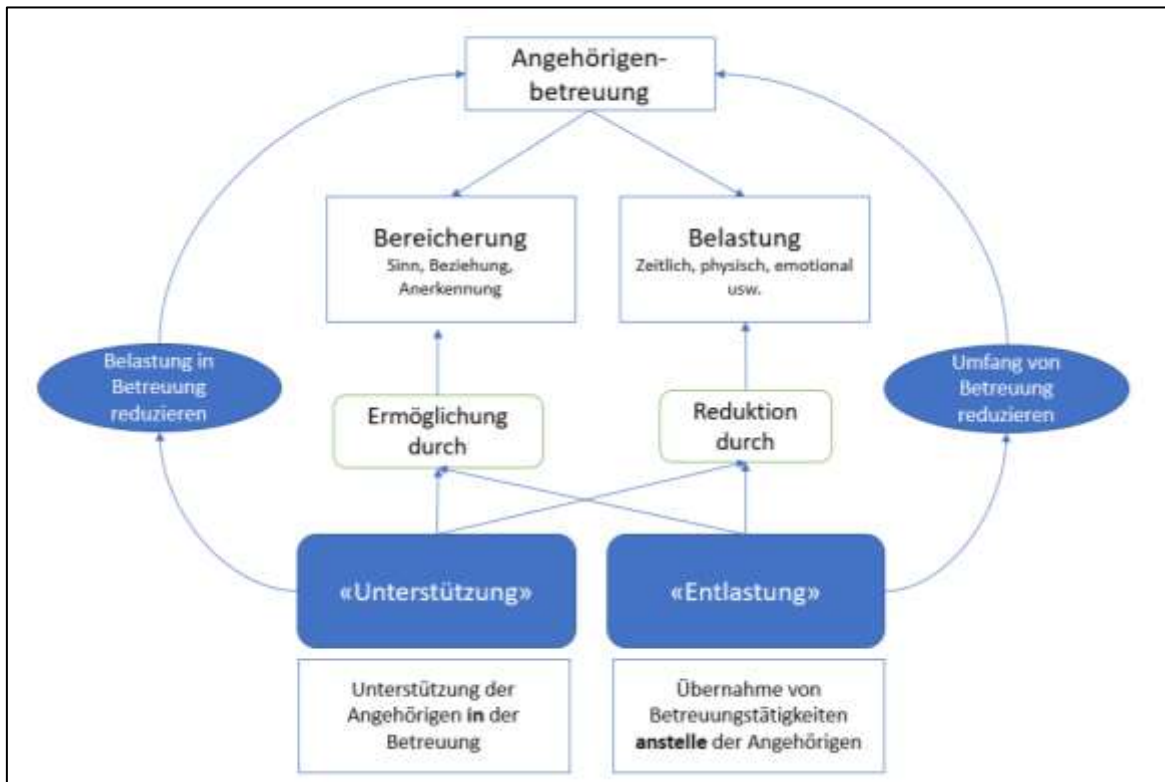 Angehörigen-
betreuung
Bereicherung
Sinn, Beziehung,
Anerkennung
Belastung
Zeitlich, physisch, emotional
usw.
Belastung in
Betreuung
reduzieren
Umfang von
Betreuung
reduzieren
Ermöglichung
durch
Reduktion
durch
«Unterstützung»
«Entlastung»
Unterstützung der
Angehörigen in der
Betreuung
Übernahme von
Betreuungstätigkeiten
anstelle der Angehörigen